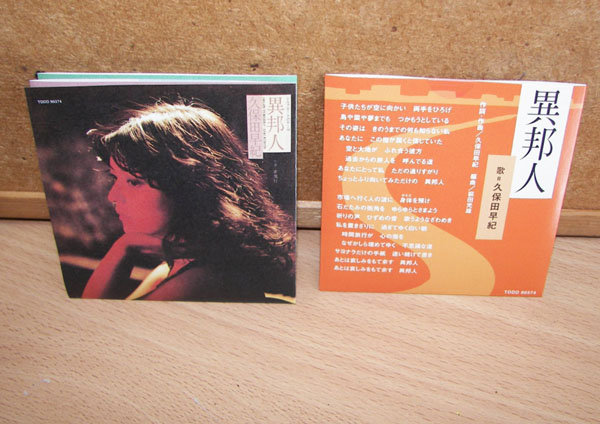 TODD 00374
異邦人
久保田早紀
異邦人
歌=久保田早紀
作詞・作曲/久保田早紀 編曲/萩田光雄
子供たちが空に向かい 両手をひろげ
鳥や雲や夢までも つかもうとしている
その姿は きのうまでの何も知らない私
あなたに この指が届くと信じていた
空と大地が ふれ合う彼方
過去からの旅人を 呼んでる道
あなたにとって私 ただの通りすがり
ちょっとふり向いてみただけの 異邦人
市場へ行く人の波に 身体を預け
石だたみの街角を ゆらゆらとさまよう
祈りの声 ひづめの音 歌うようなざわめき
私を置きざりに 過ぎてゆく白い朝
時間旅行が 心の傷を
なぜかしら埋めてゆく 不思議な道
サヨナラだけの手紙 迷い続けて書き
あとは哀しみをもて余す 異邦人
あとは哀しみをもて余す 異邦人
TODD 00374